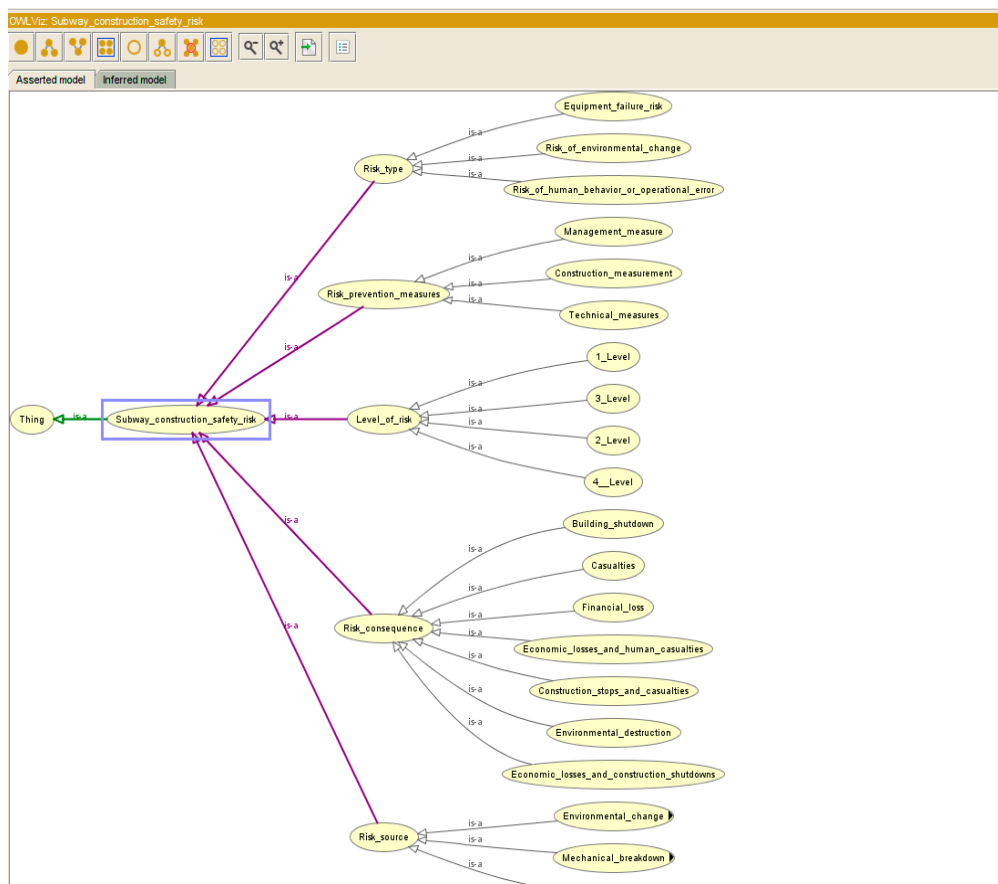 OWLViz: Subway_construction_safety_risk
Asserted model
Inferred model
Equipment_failure_risk
is-a
Risk_of_environmental_change
is-a
Risk_type
is-a
Risk_of_human_behavior_or_operational_error
Management_measure
is-a
is-a
Construction_measurement
Risk_prevention_measures
is-a
Technical_measures
is-a
1_Level
is-a
3_Level
Thing
is-a
Subway_construction_safety_risk
is-a
Level_of_risk
is-a
is-a
2_Level
is-a
4__Level
Building_shutdown
is-a
is-a
Casualties
is-a
Financial_loss
is-a
is-a
Risk_consequence
is-a
Economic_losses_and_human_casualties
is-a
Construction_stops_and_casualties
is-a
Environmental_destruction
is-a
Economic_losses_and_construction_shutdowns
Environmental_change
is-a
Risk_source
is-a
Mechanical_breakdown
is-a